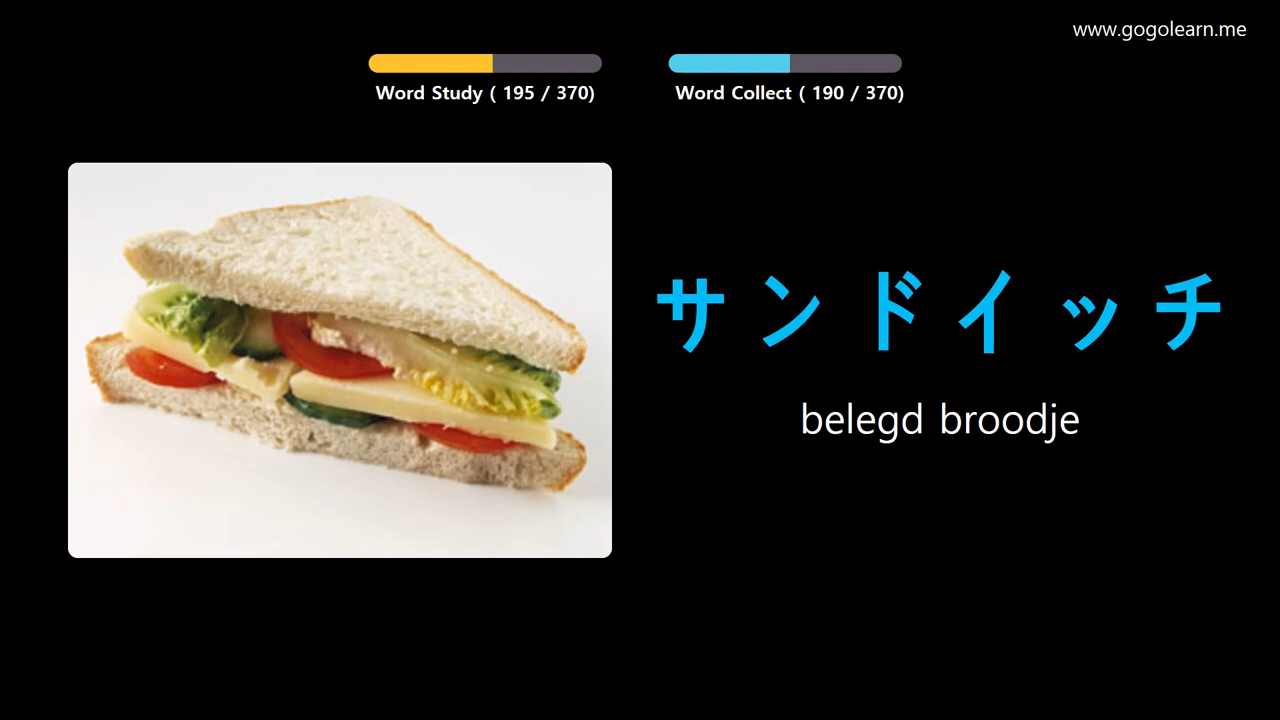 www.gogolearn.me
Word Study ( 195 / 370)
Word Collect ( 190 / 370)
サンドイッチ
belegd broodje